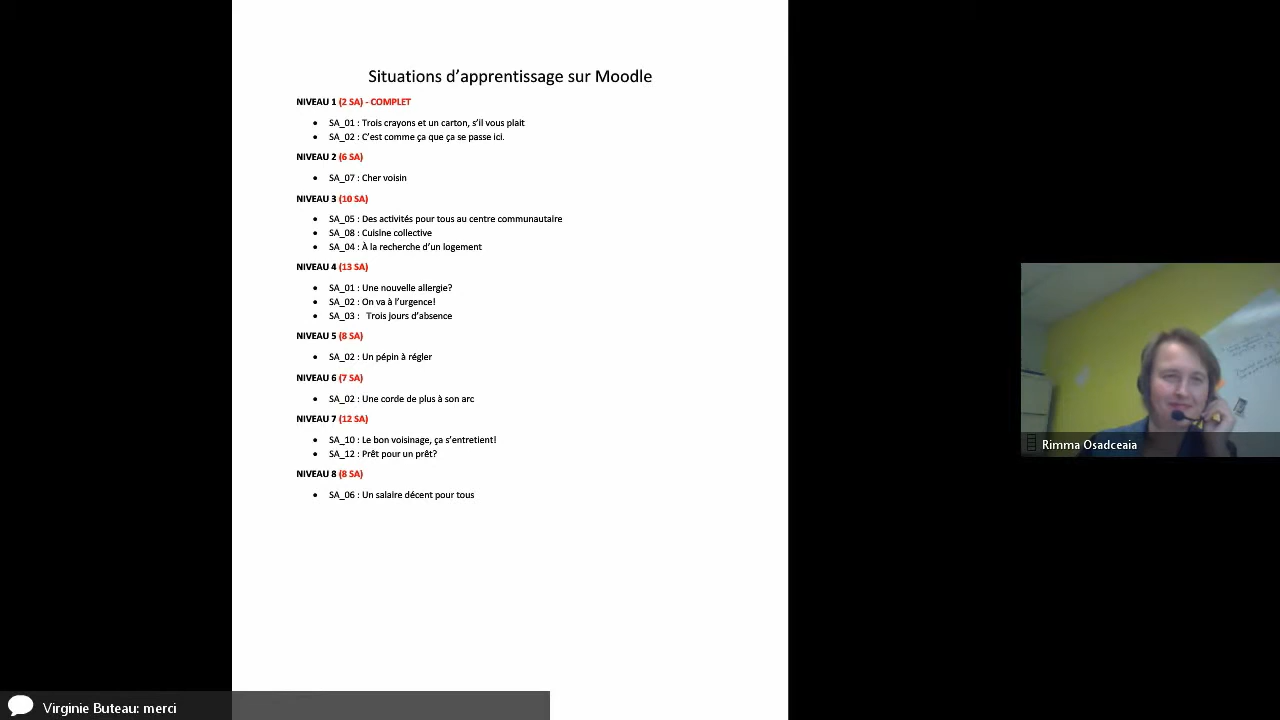 Situations d’apprentissage sur Moodle
NIVEAU 1 (2 SA) - COMPLET
• SA_01 : Trois crayons et un carton, s’il vous plait
• SA_02 : C’est comme ça que ça se passe ici.
NIVEAU 2 (6 SA)
• SA_07 : Cher voisin
NIVEAU 3 (10 SA)
• SA_05 : Des activités pour tous au centre communautaire
• SA_08 : Cuisine collective
• SA_04 : À la recherche d’un logement
NIVEAU 4 (13 SA)
• SA_01 : Une nouvelle allergie?
• SA_02 : On va à l’urgence!
• SA_03 : Trois jours d’absence
NIVEAU 5 (8 SA)
• SA_02 : Un pépin à régler
NIVEAU 6 (7 SA)
• SA_02 : Une corde de plus à son arc
NIVEAU 7 (12 SA)
• SA_10 : Le bon voisinage, ça s’entretient!
• SA_12 : Prêt pour un prêt?
NIVEAU 8 (8 SA)
• SA_06 : Un salaire décent pour tous
Rimma Osadceaia
Virginie Buteau: merci